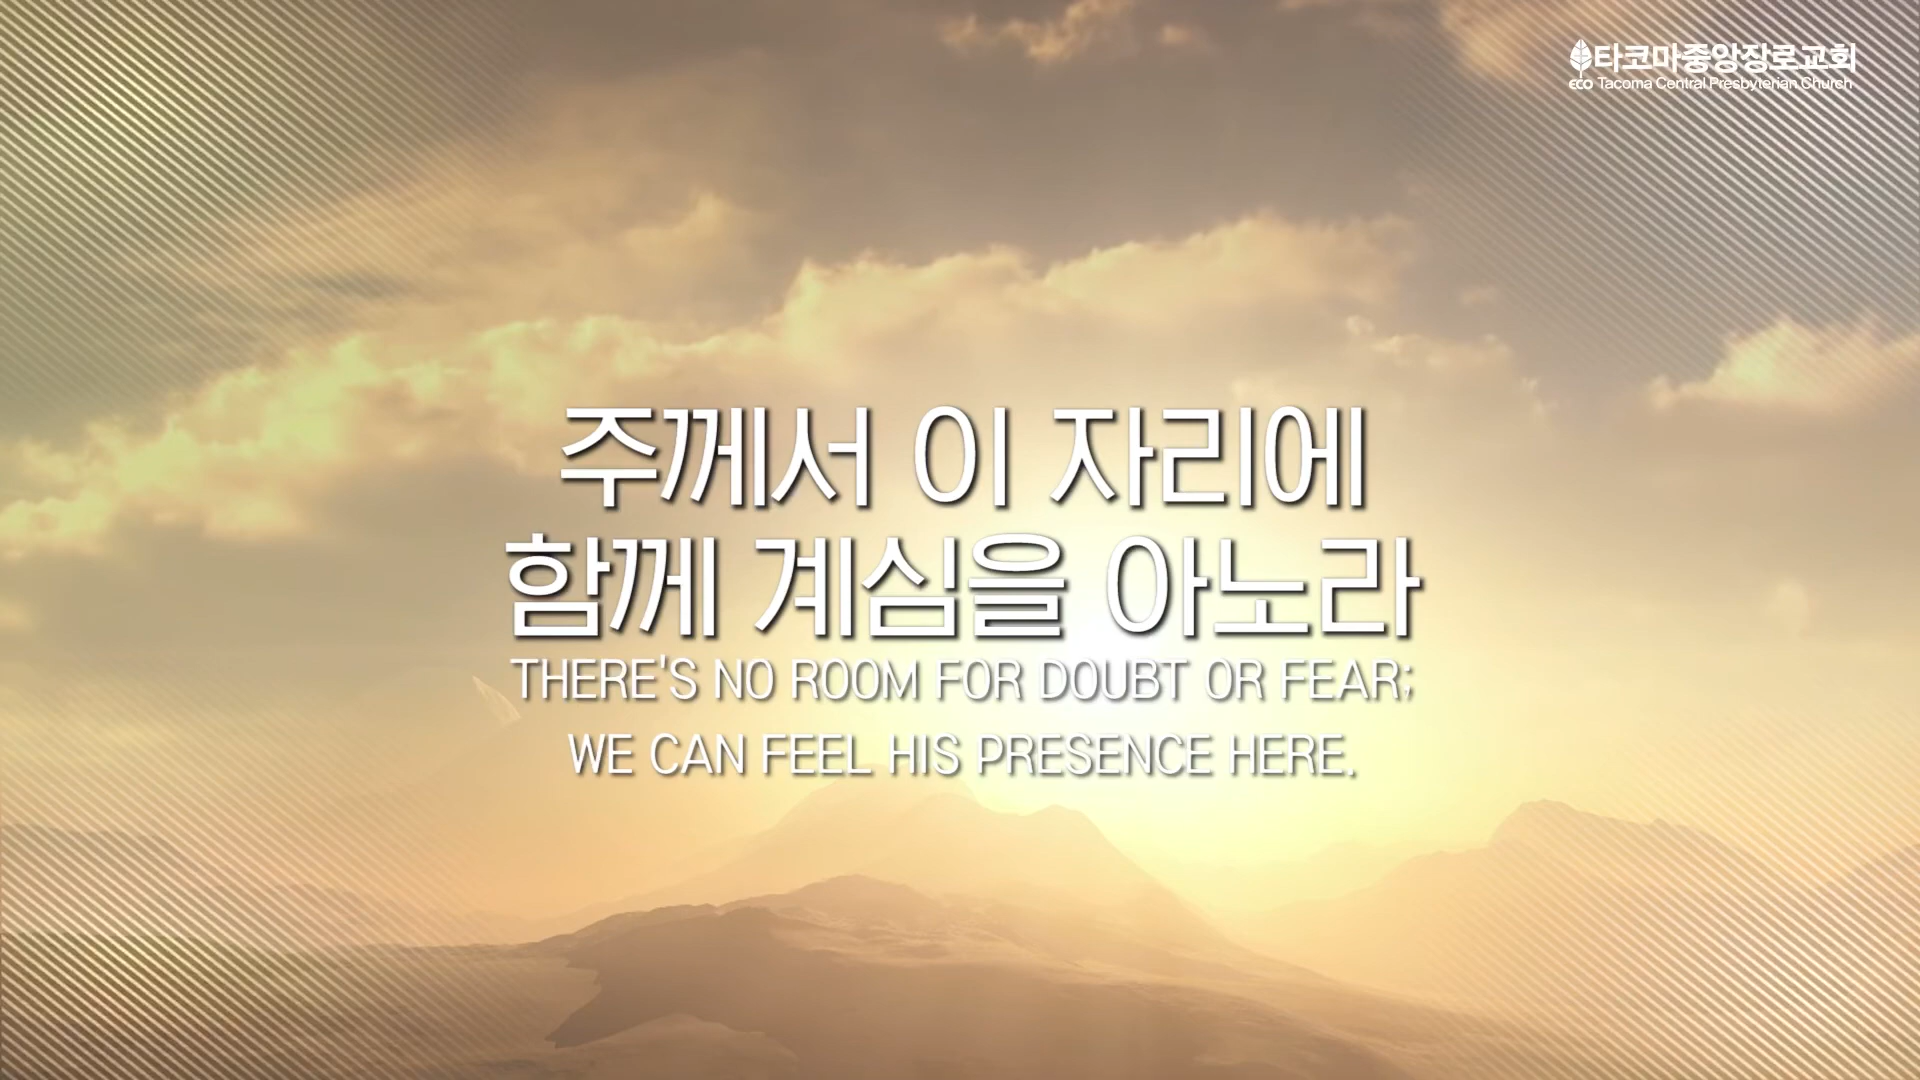 타코마중앙장로교회
ECO Tacoma Central Presbyterian Church
주께서 이 자리에
함께 계심을 아노라
THERE'S NO ROOM FOR DOUBT OR FEAR;
WE CAN FEEL HIS PRESENCE HERE.